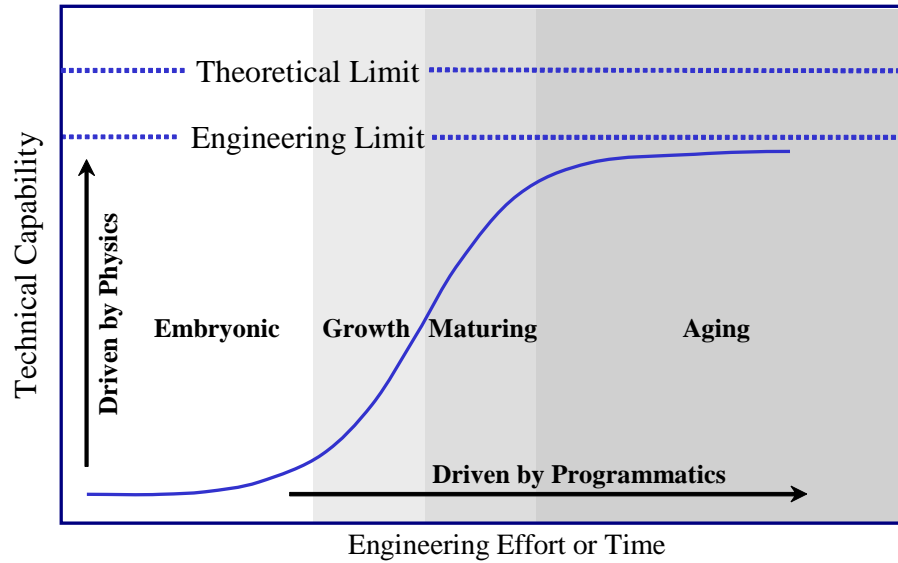 Theoretical Limit
Engineering Limit
Technical Capability
Driven by Physics
Embryonic
Growth
Maturing
Aging
Driven by Programmatics
Engineering Effort or Time